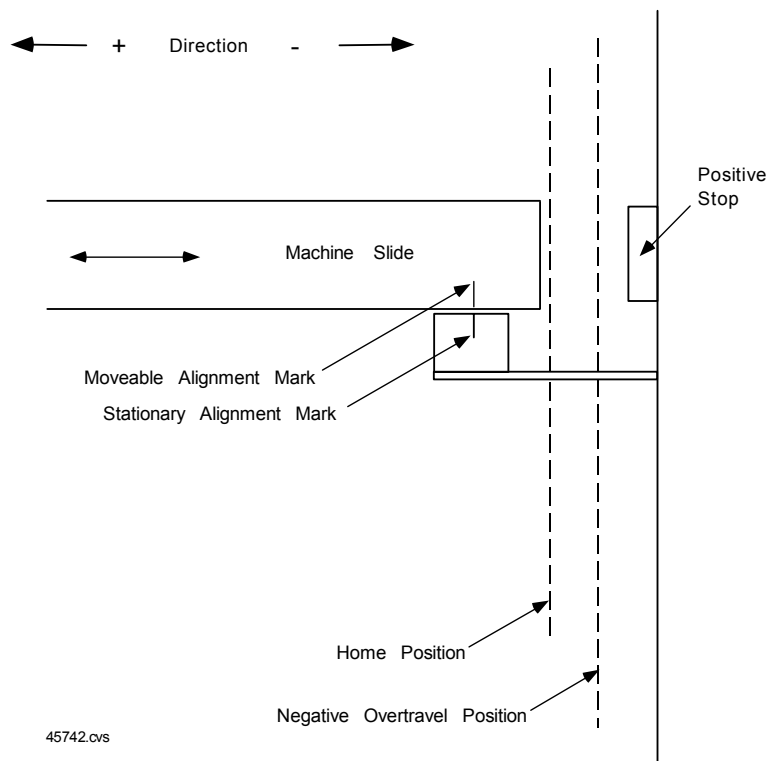 + Direction -
Positive
Stop
Machine Slide
Moveable Alignment Mark
Stationary Alignment Mark
Home Position
Negative Overtravel Position
45742.cvs